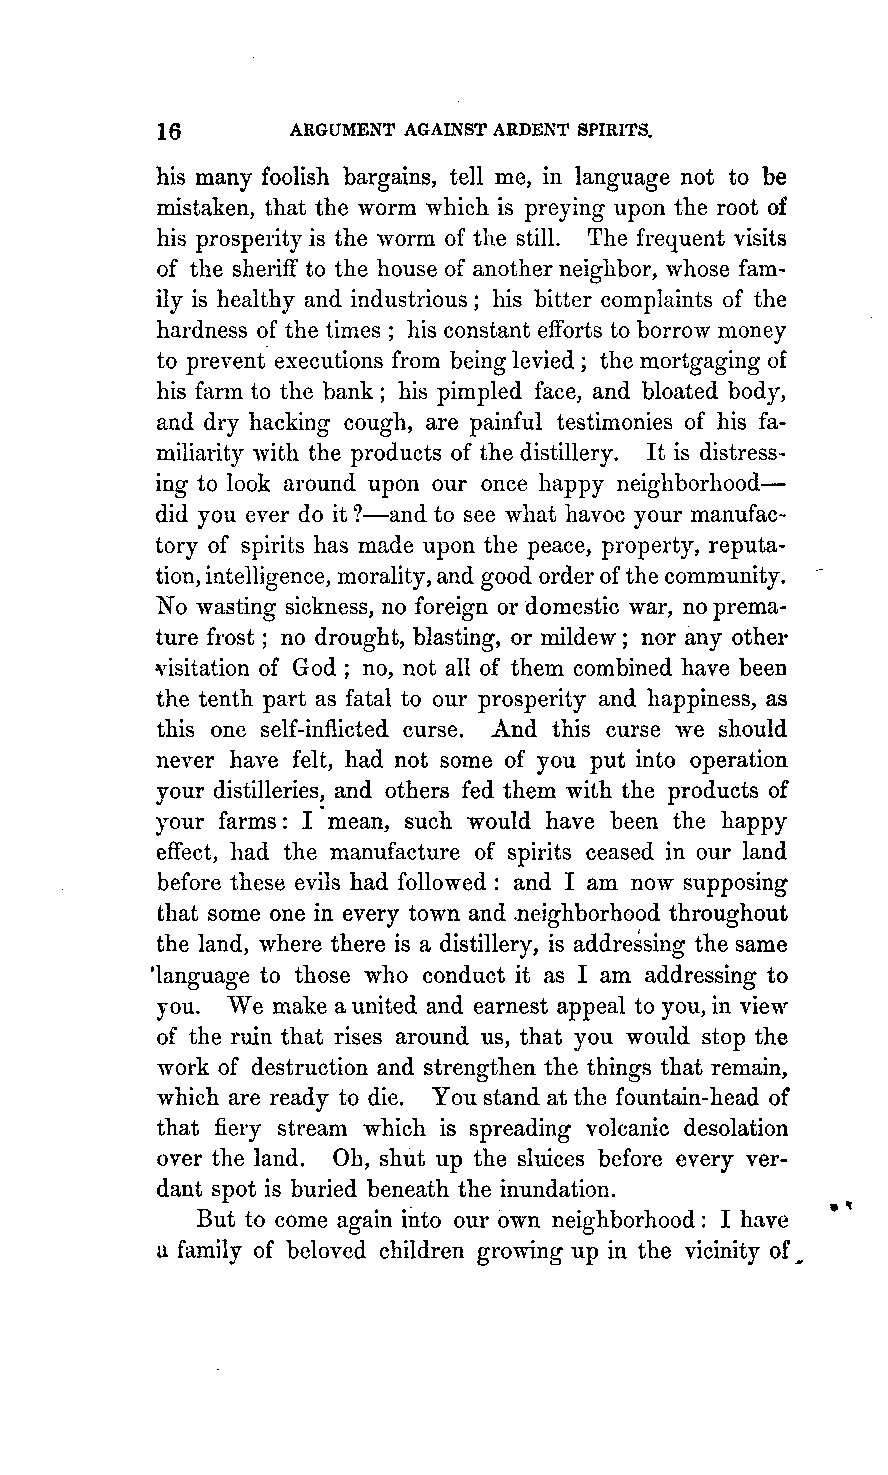 16 ARGUMENT AGAINST ARDENT SPIRITS.
his many foolish bargains, tell me, in language not to be
mistaken, that the worm which is preying upon the root of
his prosperity is the worm of the still. The frequent visits
of the sheriff to the house of another neighbor, whose fam-
ily is healthy and industrious; his bitter complaints of the
hardness of the times; his constant efforts to borrow money
to prevent executions from being levied; the mortgaging of
his farm to the bank; his pimpled face, and bloated body,
and dry hacking cough, are painful testimonies of his fa-
miliarity with the products of the distillery. It is distress-
ing to look around upon our once happy neighborhood—
did you ever do it?—and to see what havoc your manufac-
tory of spirits has made upon the peace, property, reputa-
tion, intelligence, morality, and good order of the community.
No wasting sickness, no foreign or domestic war, no prema-
ture frost; no drought, blasting, or mildew; nor any other
visitation of God; no, not all of them combined have been
the tenth part as fatal to our prosperity and happiness, as
this one self-inflicted curse. And this curse we should
never have felt, had not some of you put into operation
your distilleries, and others fed them with the products of
your farms: I mean, such would have been the happy
effect, had the manufacture of spirits ceased in our land
before these evils had followed: and I am now supposing
that some one in every town and neighborhood throughout
the land, where there is a distillery, is addressing the same
language to those who conduct it as I am addressing to
you. We make a united and earnest appeal to you, in view
of the ruin that rises around us, that you would stop the
work of destruction and strengthen the things that remain,
which are ready to die. You stand at the fountain-head of
that fiery stream which is spreading volcanic desolation
over the land. Oh, shut up the sluices before every ver-
dant spot is buried beneath the inundation.
But to come again into our own neighborhood: I have
a family of beloved children growing up in the vicinity of